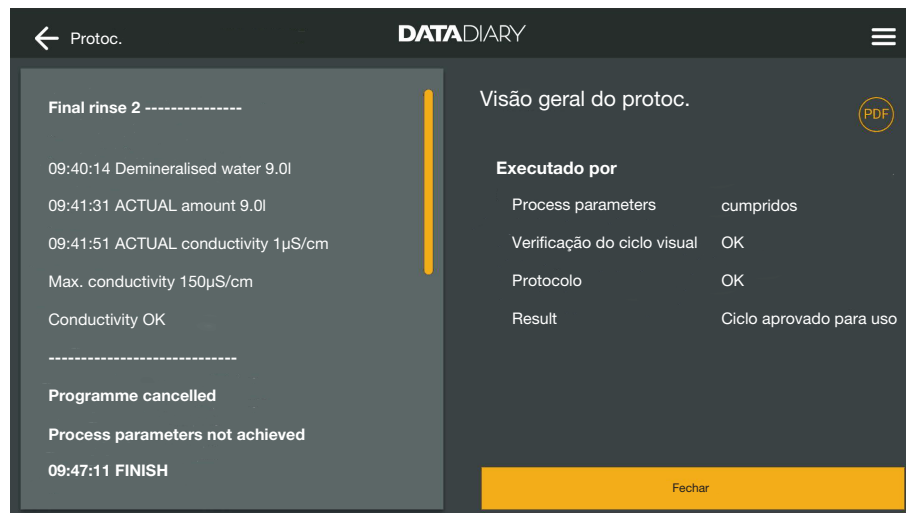 Protoc.
DATADIARY
Final rinse 2 ---------------
09:40:14 Demineralised water 9.0l
09:41:31 ACTUAL amount 9.0l
09:41:51 ACTUAL conductivity 1µS/cm
Max. conductivity 150µS/cm
Conductivity OK
-----------------------------
Programme cancelled
Process parameters not achieved
09:47:11 FINISH
Visão geral do protoc.
PDF
Executado por
Process parameters cumpridos
Verificação do ciclo visual OK
Protocolo OK
Result Ciclo aprovado para uso
Fechar